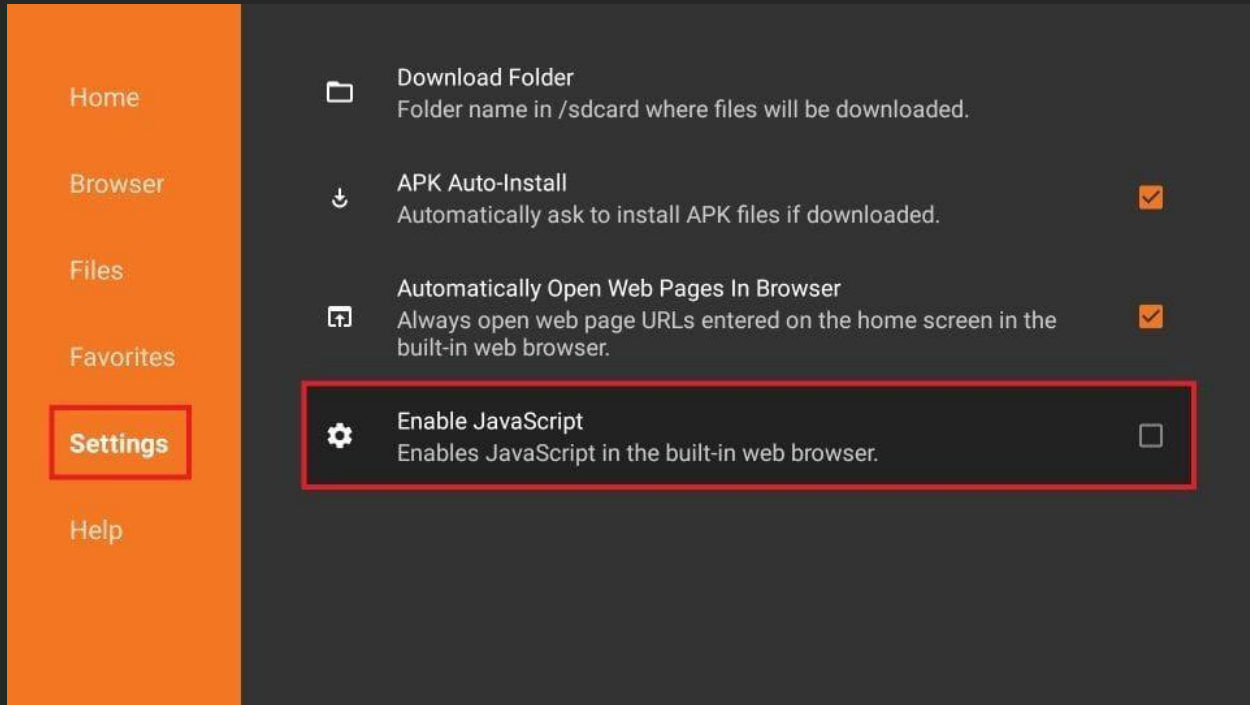 Home
Browser
Files
Favorites
Settings
Help
Download Folder
Folder name in /sdcard where files will be downloaded.
APK Auto-Install
Automatically ask to install APK files if downloaded.
Automatically Open Web Pages In Browser
Always open web page URLs entered on the home screen in the
built-in web browser.
Enable JavaScript
Enables JavaScript in the built-in web browser.